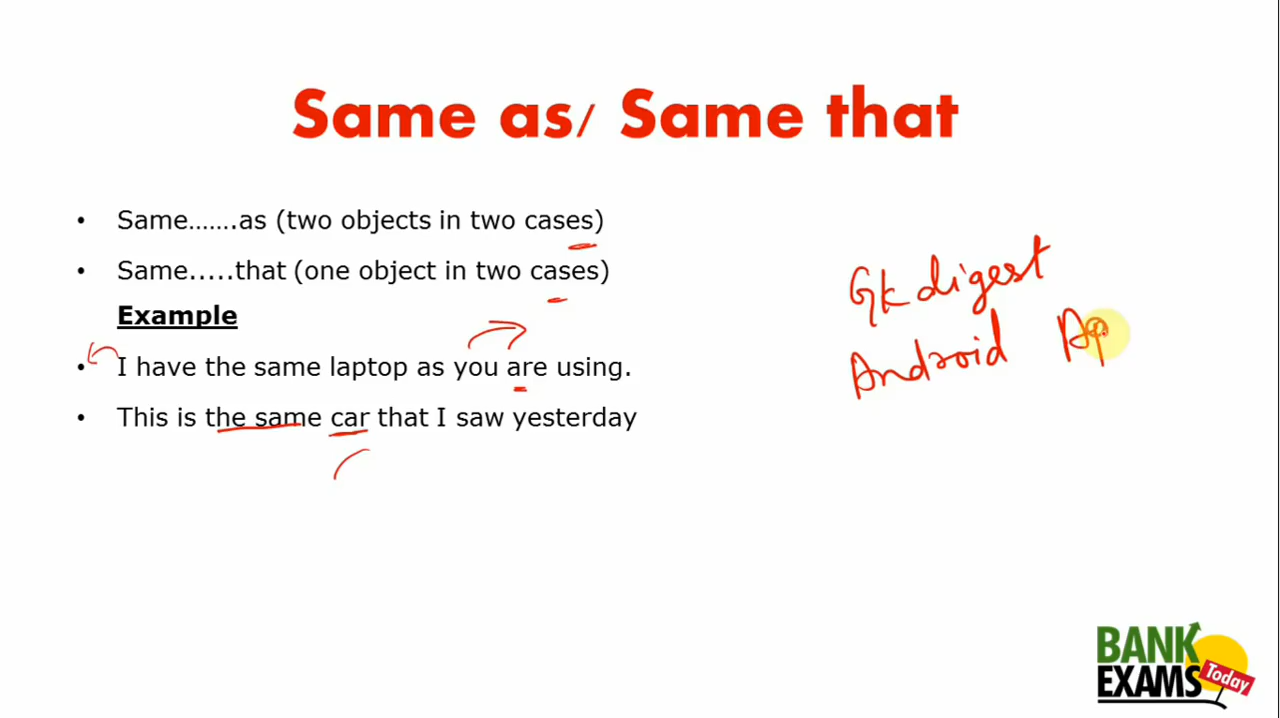 Same as/ Same that
• Same…….as (two objects in two cases)
• Same.....that (one object in two cases)
Example
• I have the same laptop as you are using.
• This is the same car that I saw yesterday
Gk digest
Android Ap
BANK
EXAMS
Today